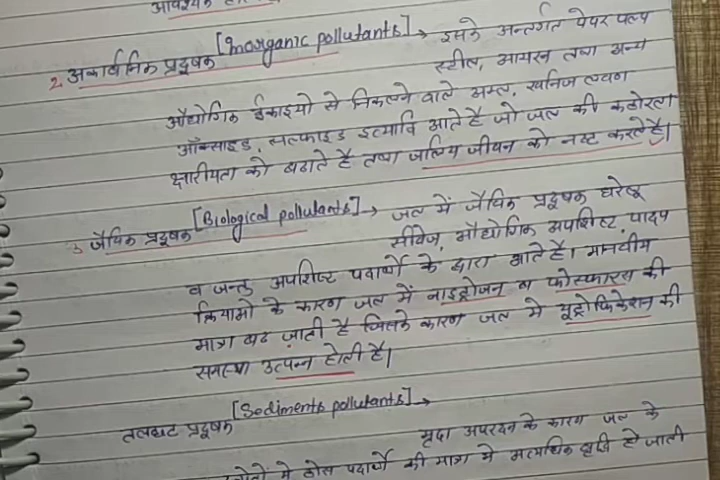 2. अकार्बनिक प्रदूषक [Inorganic pollutants] → इसके अन्तर्गत पेपर पल्प
स्टील, आयरन तथा अन्य
औद्योगिक ईकाइयो से निकलने वाले अम्ल, खनिज लवण
ऑक्साइड, सल्फाइड इत्यादि आते है जो जल की कठोरता
क्षारीयता को बढाते है तथा जलिय जीवन को नष्ट करते है।
3 जैविक प्रदूषक [Biological pollutants] → जल में जैविक प्रदूषक घरेलू
सीवेज, औद्योगिक अपशिष्ट, पादप
व जन्तु अपशिष्ट पदार्थो के द्वारा आते है। मानवीय
क्रियाओ के कारण जल में नाइट्रोजन व फोस्फोरस की
मात्रा बढ जाती है जिसके कारण जल मे यूट्रोफिकेशन की
समस्या उत्पन्न होती है।
तलछट प्रदूषक [Sediments pollutants] →
मृदा अपरदन के कारण जल के
मे ठोस पदार्थो की मात्रा मे अत्यधिक वृद्धि हो जाती